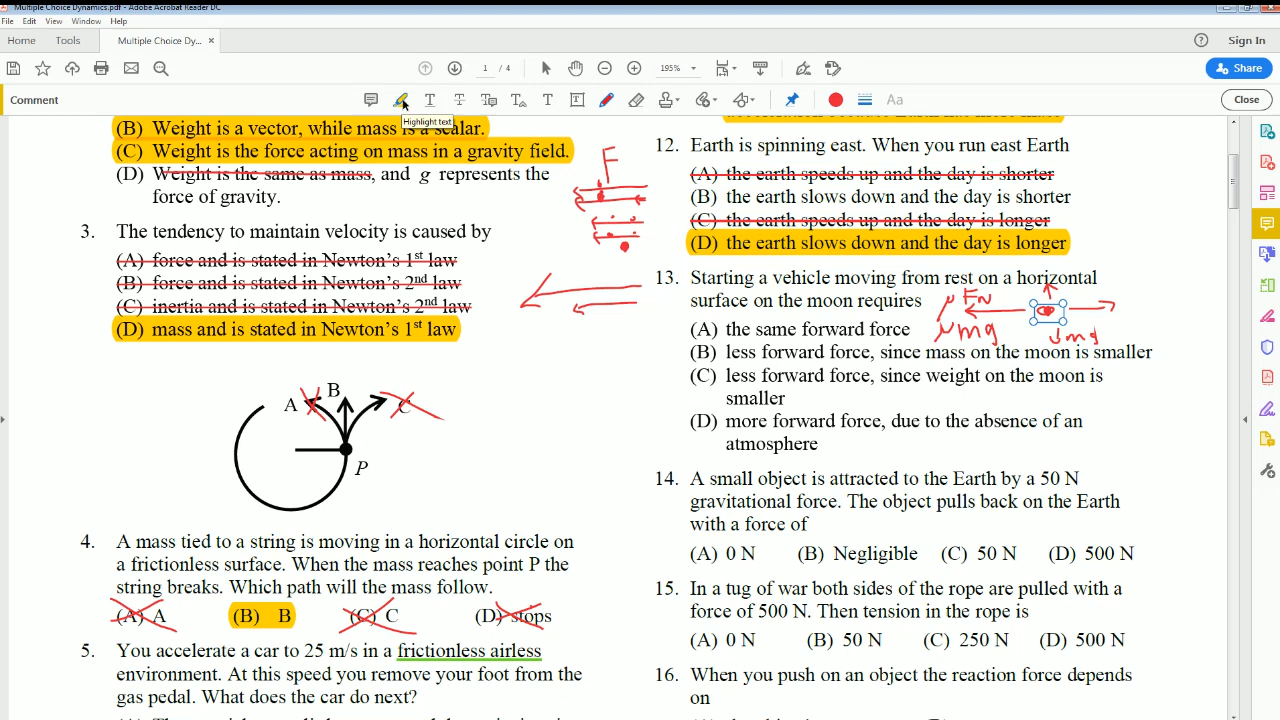 Multiple Choice Dynamics.pdf - Adobe Acrobat Reader DC
File Edit View Window Help
Home Tools Multiple Choice Dy... × Sign In
1 / 4 195% Share
Comment Aa Close
Highlight text
(B) Weight is a vector, while mass is a scalar.
(C) Weight is the force acting on mass in a gravity field.
(D) Weight is the same as mass, and g represents the
force of gravity.
F
3. The tendency to maintain velocity is caused by
(A) force and is stated in Newton's 1st law
(B) force and is stated in Newton's 2nd law
(C) inertia and is stated in Newton's 2nd law
(D) mass and is stated in Newton's 1st law
A B C
P
4. A mass tied to a string is moving in a horizontal circle on
a frictionless surface. When the mass reaches point P the
string breaks. Which path will the mass follow.
(A) A (B) B (C) C (D) stops
5. You accelerate a car to 25 m/s in a frictionless airless
environment. At this speed you remove your foot from the
gas pedal. What does the car do next?
12. Earth is spinning east. When you run east Earth
(A) the earth speeds up and the day is shorter
(B) the earth slows down and the day is shorter
(C) the earth speeds up and the day is longer
(D) the earth slows down and the day is longer
13. Starting a vehicle moving from rest on a horizontal
surface on the moon requires
μ FN
μmg
mg
(A) the same forward force
(B) less forward force, since mass on the moon is smaller
(C) less forward force, since weight on the moon is
smaller
(D) more forward force, due to the absence of an
atmosphere
14. A small object is attracted to the Earth by a 50 N
gravitational force. The object pulls back on the Earth
with a force of
(A) 0 N (B) Negligible (C) 50 N (D) 500 N
15. In a tug of war both sides of the rope are pulled with a
force of 500 N. Then tension in the rope is
(A) 0 N (B) 50 N (C) 250 N (D) 500 N
16. When you push on an object the reaction force depends
on